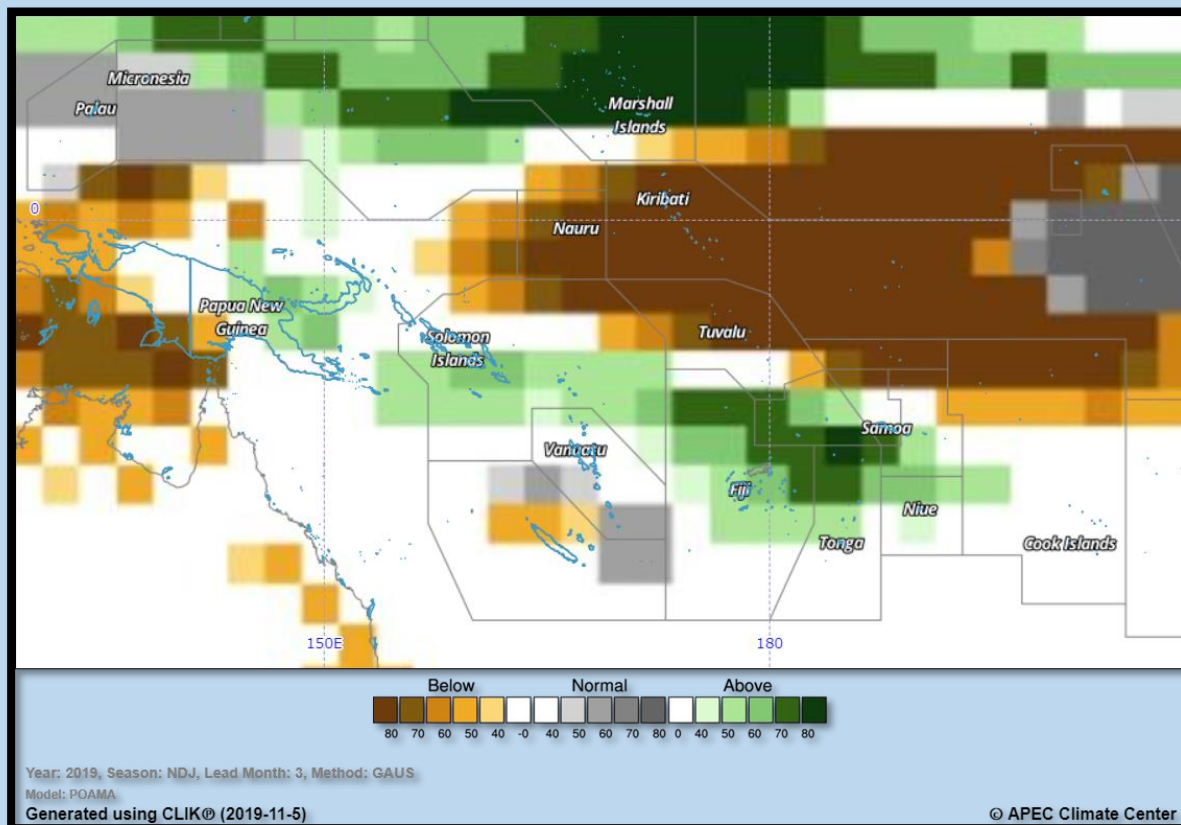 Micronesia
Palau
Marshall
Islands
0
Kiribati
Nauru
Papua New
Guinea
Solomon
Islands
Tuvalu
Samoa
Vanuatu
Fiji
Niue
Tonga
Cook Islands
150E
180
Below Normal Above
80 70 60 50 40 -0 40 50 60 70 80 0 40 50 60 70 80
Year: 2019, Season: NDJ, Lead Month: 3, Method: GAUS
Model: POAMA
Generated using CLIK® (2019-11-5)
© APEC Climate Center